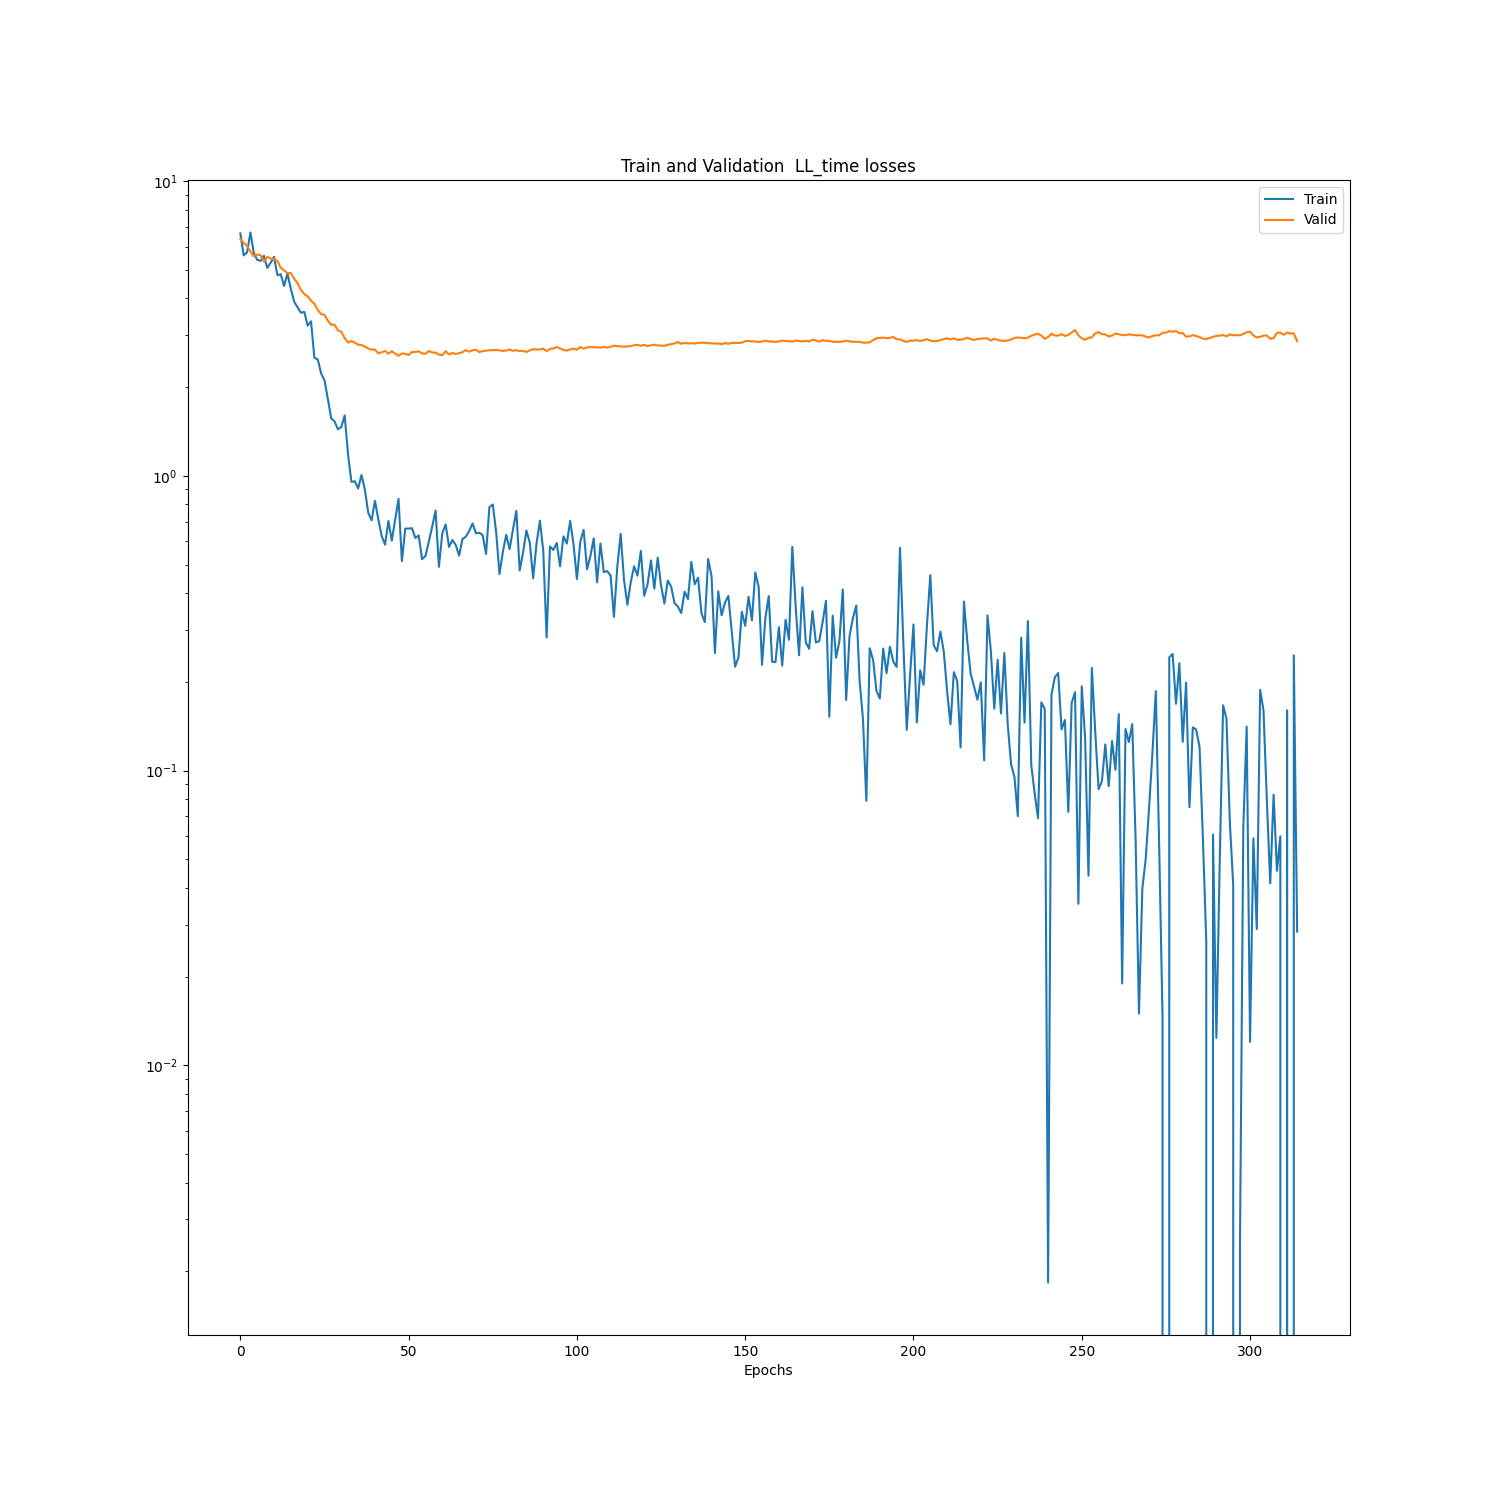 Train and Validation  LL_time losses
Train
Valid
10¹
10⁰
10⁻¹
10⁻²
0 50 100 150 200 250 300
Epochs